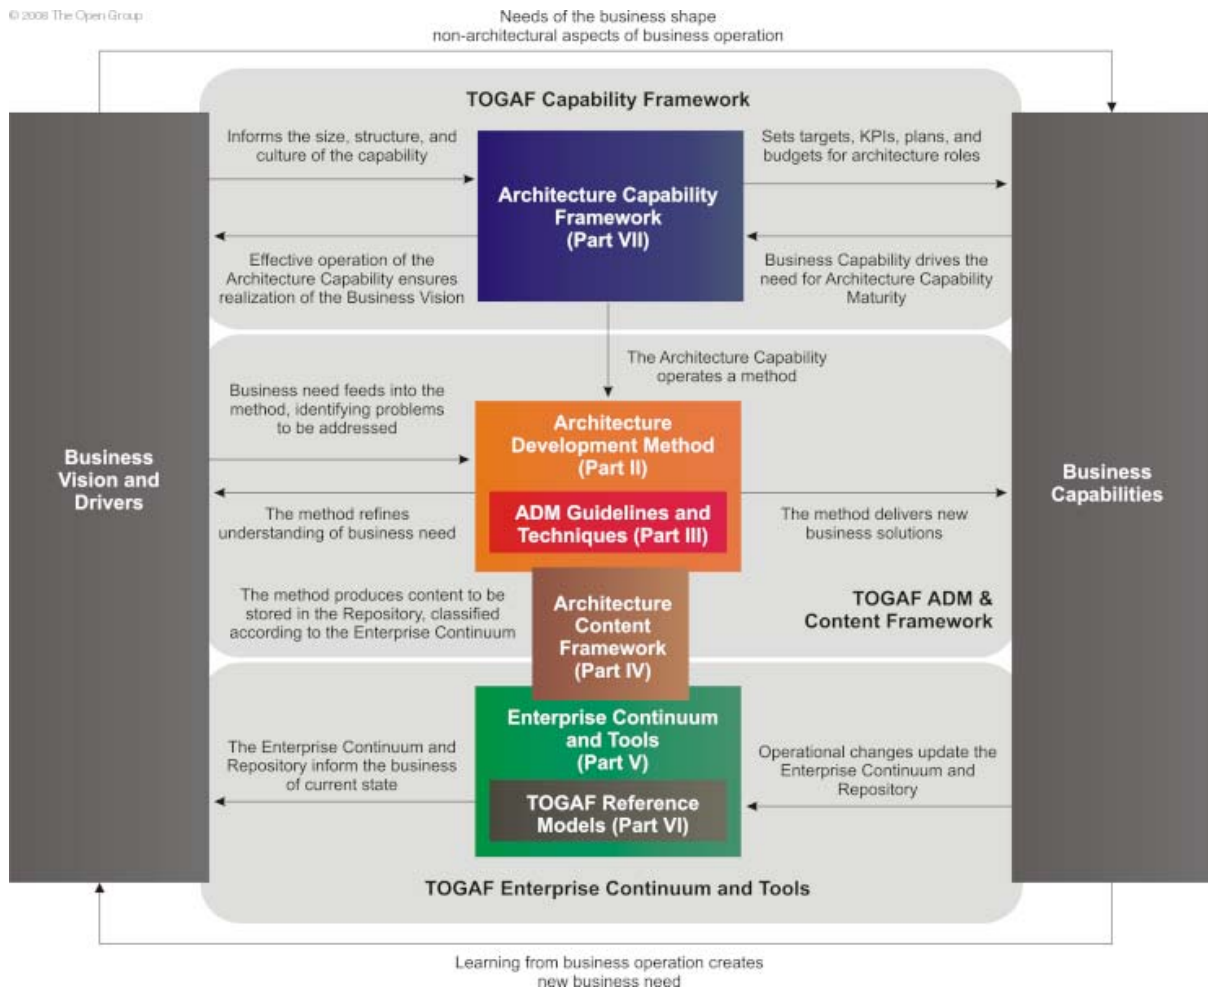 © 2008 The Open Group
Needs of the business shape
non-architectural aspects of business operation
TOGAF Capability Framework
Informs the size, structure, and
culture of the capability
Architecture Capability
Framework
(Part VII)
Sets targets, KPIs, plans, and
budgets for architecture roles
Effective operation of the
Architecture Capability ensures
realization of the Business Vision
Business Capability drives the
need for Architecture Capability
Maturity
The Architecture Capability
operates a method
Business
Vision and
Drivers
Business need feeds into the
method, identifying problems
to be addressed
Architecture
Development Method
(Part II)
ADM Guidelines and
Techniques (Part III)
Business
Capabilities
The method refines
understanding of business need
The method delivers new
business solutions
The method produces content to be
stored in the Repository, classified
according to the Enterprise Continuum
Architecture
Content
Framework
(Part IV)
TOGAF ADM &
Content Framework
Enterprise Continuum
and Tools
(Part V)
TOGAF Reference
Models (Part VI)
The Enterprise Continuum and
Repository inform the business
of current state
Operational changes update the
Enterprise Continuum and
Repository
TOGAF Enterprise Continuum and Tools
Learning from business operation creates
new business need